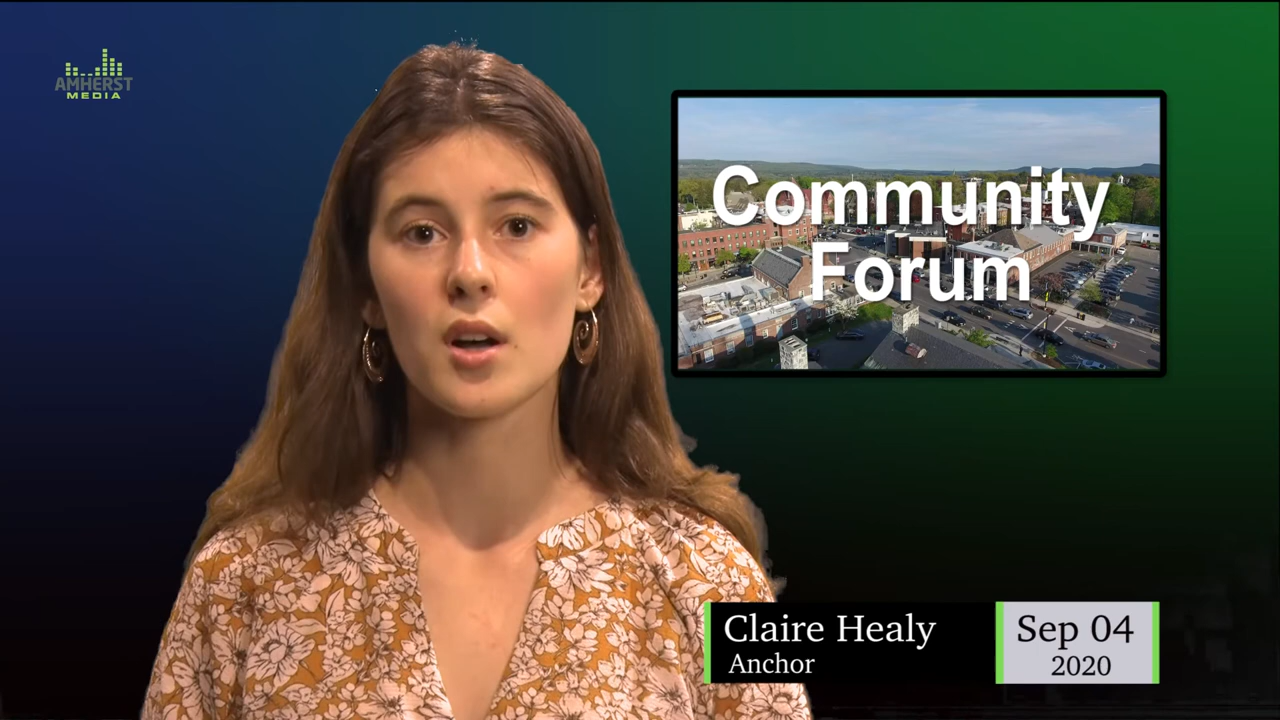 AMHERST
MEDIA
Community
Forum
Claire Healy
Anchor
Sep 04
2020